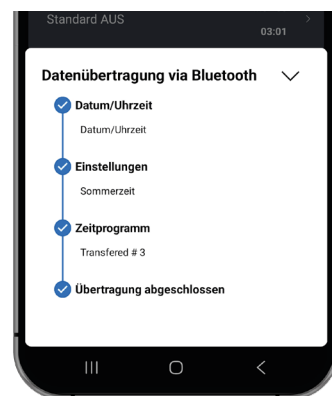 Standard AUS
03:01
Datenübertragung via Bluetooth
Datum/Uhrzeit
Datum/Uhrzeit
Einstellungen
Sommerzeit
Zeitprogramm
Transfered # 3
Übertragung abgeschlossen